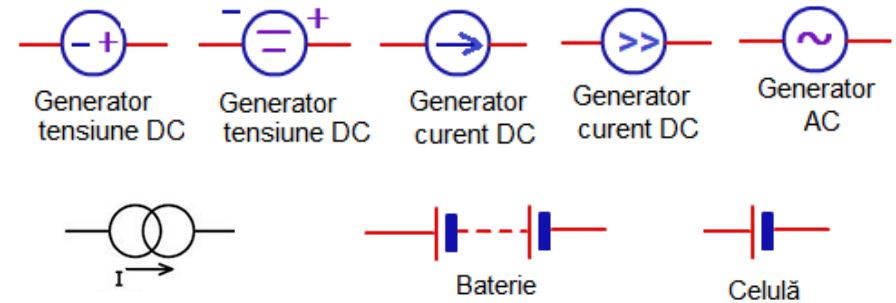 - +
- = +
>>
~
Generator
tensiune DC
Generator
tensiune DC
Generator
curent DC
Generator
curent DC
Generator
AC
I
Baterie
Celulă